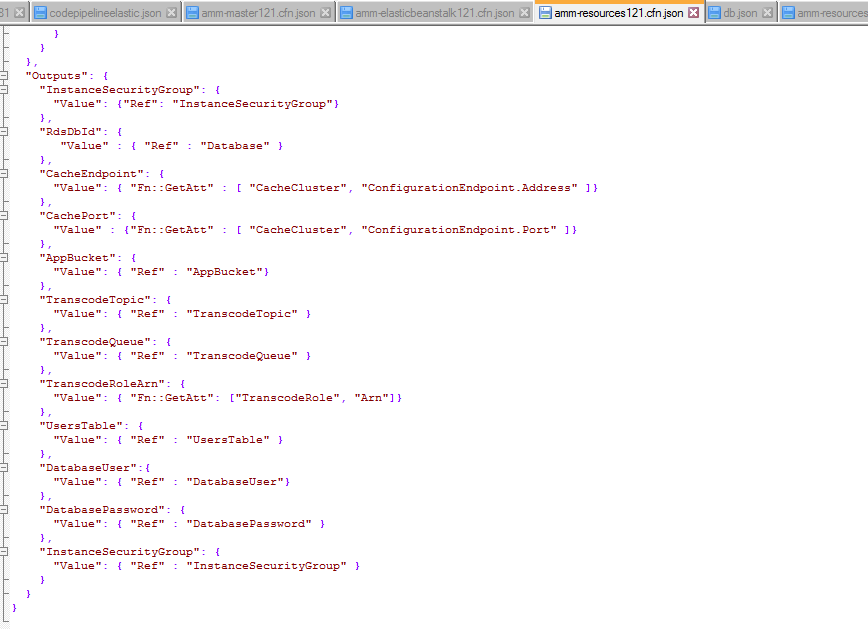 31 codepipelineelastic.json amm-master121.cfn.json amm-elasticbeanstalk121.cfn.json amm-resources121.cfn.json db.json amm-resources
}
}
},
"Outputs": {
"InstanceSecurityGroup": {
"Value": {"Ref": "InstanceSecurityGroup"}
},
"RdsDbId": {
"Value" : { "Ref" : "Database" }
},
"CacheEndpoint": {
"Value": { "Fn::GetAtt" : [ "CacheCluster", "ConfigurationEndpoint.Address" ]}
},
"CachePort": {
"Value" : {"Fn::GetAtt" : [ "CacheCluster", "ConfigurationEndpoint.Port" ]}
},
"AppBucket": {
"Value": { "Ref" : "AppBucket"}
},
"TranscodeTopic": {
"Value": { "Ref" : "TranscodeTopic" }
},
"TranscodeQueue": {
"Value": { "Ref" : "TranscodeQueue" }
},
"TranscodeRoleArn": {
"Value": { "Fn::GetAtt": ["TranscodeRole", "Arn"]}
},
"UsersTable": {
"Value": { "Ref" : "UsersTable" }
},
"DatabaseUser":{
"Value": { "Ref" : "DatabaseUser"}
},
"DatabasePassword": {
"Value": { "Ref" : "DatabasePassword" }
},
"InstanceSecurityGroup": {
"Value": { "Ref" : "InstanceSecurityGroup" }
}
}
}